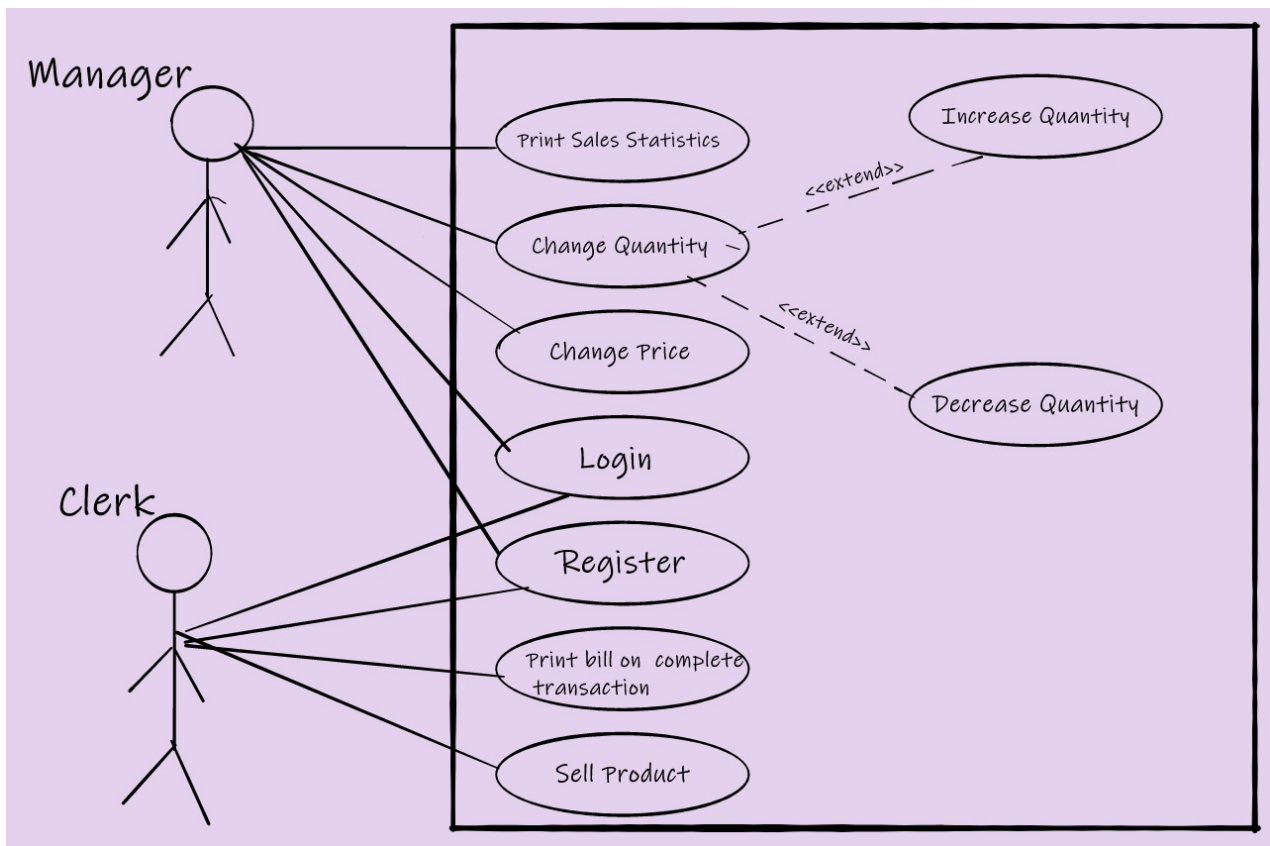 Manager
Print Sales Statistics
Increase Quantity
<<extend>>
Change Quantity
<<extend>>
Change Price
Decrease Quantity
Login
Clerk
Register
Print bill on complete
transaction
Sell Product